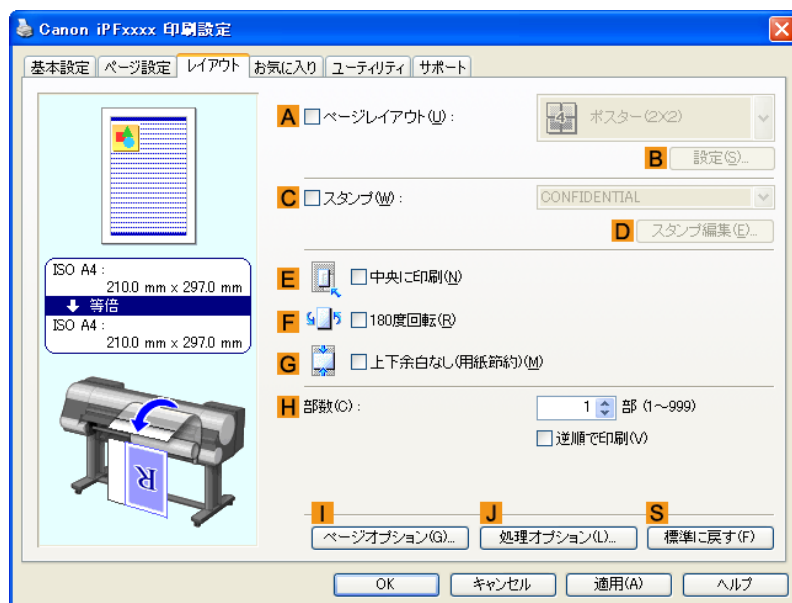 Canon iPFxxxx 印刷設定
基本設定 ページ設定 レイアウト お気に入り ユーティリティ サポート
A ページレイアウト(U) : 4 ポスター(2X2)
B 設定(S)...
C スタンプ(W): CONFIDENTIAL
D スタンプ編集(E)...
ISO A4 :
210.0 mm x 297.0 mm
等倍
ISO A4 :
210.0 mm x 297.0 mm
E 中央に印刷(N)
F 180度回転(R)
G 上下余白なし(用紙節約)(M)
H 部数(C) : 1 部 (1～999)
逆順で印刷(V)
R
I J S
ページオプション(G)... 処理オプション(L)... 標準に戻す(F)
OK キャンセル 適用(A) ヘルプ